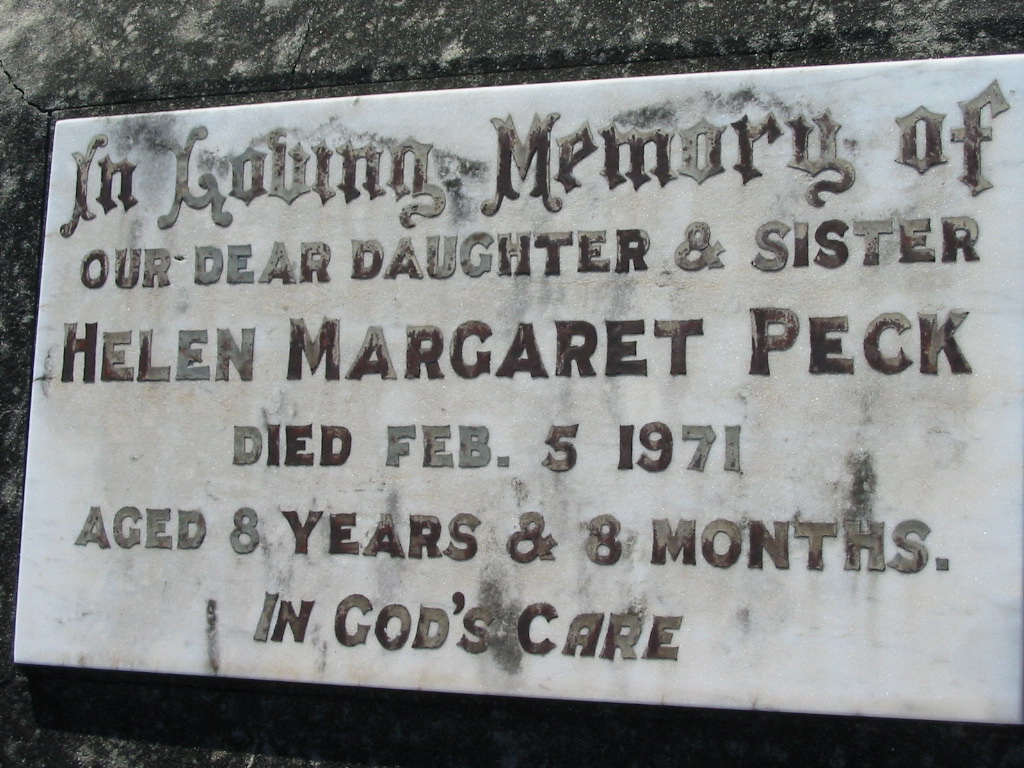 In Loving Memory of
OUR DEAR DAUGHTER & SISTER
HELEN MARGARET PECK
DIED FEB. 5 1971
AGED 8 YEARS & 8 MONTHS.
IN GOD'S CARE